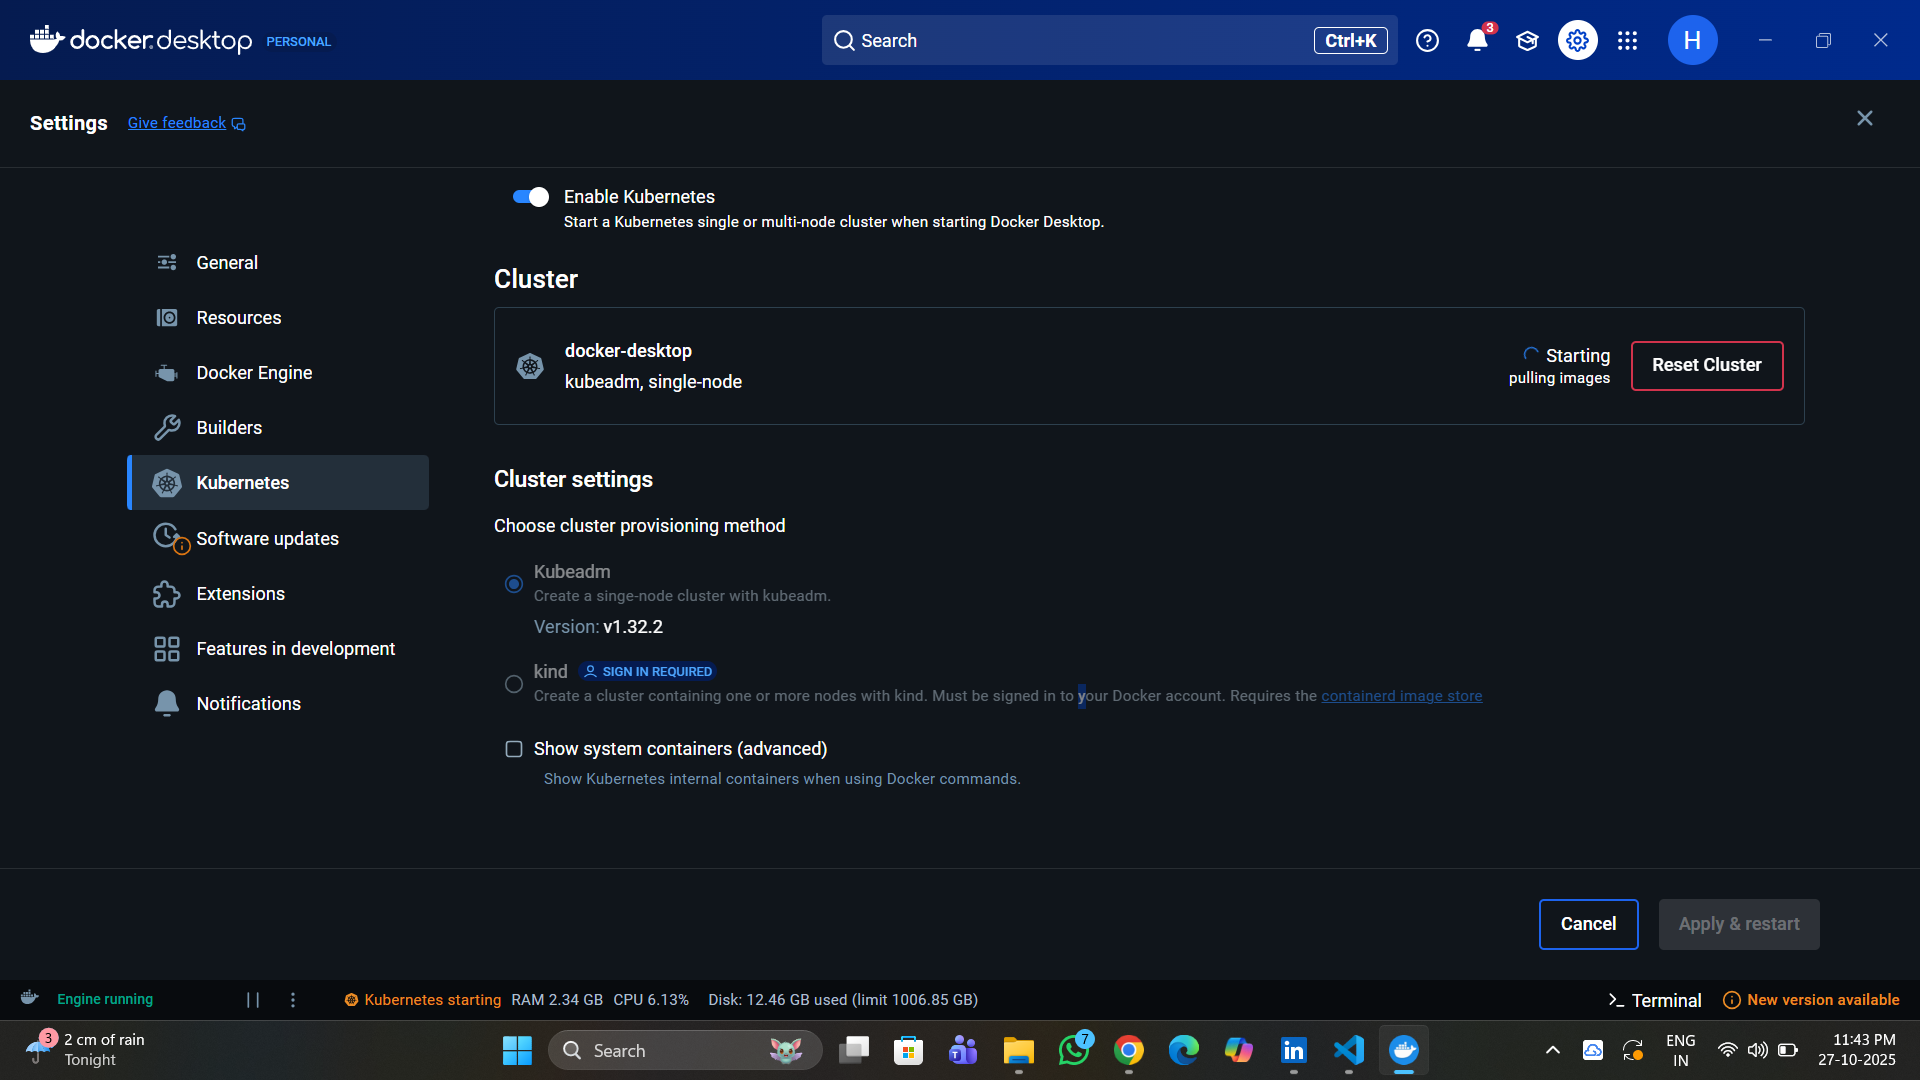 docker.desktop PERSONAL
Search
Ctrl+K
3
H
Settings
Give feedback
General
Resources
Docker Engine
Builders
Kubernetes
Software updates
Extensions
Features in development
Notifications
Enable Kubernetes
Start a Kubernetes single or multi-node cluster when starting Docker Desktop.
Cluster
docker-desktop
kubeadm, single-node
Starting
pulling images
Reset Cluster
Cluster settings
Choose cluster provisioning method
Kubeadm
Create a singe-node cluster with kubeadm.
Version: v1.32.2
kind SIGN IN REQUIRED
Create a cluster containing one or more nodes with kind. Must be signed in to your Docker account. Requires the containerd image store
Show system containers (advanced)
Show Kubernetes internal containers when using Docker commands.
Cancel
Apply & restart
Engine running
Kubernetes starting RAM 2.34 GB CPU 6.13% Disk: 12.46 GB used (limit 1006.85 GB)
>_ Terminal
New version available
3
2 cm of rain
Tonight
Search
T
7
in
ENG
IN
11:43 PM
27-10-2025